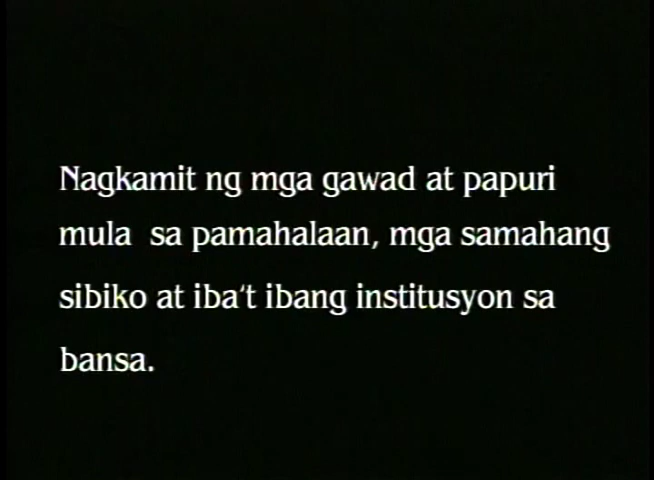 Nagkamit ng mga gawad at papuri
mula sa pamahalaan, mga samahang
sibiko at iba't ibang institusyon sa
bansa.